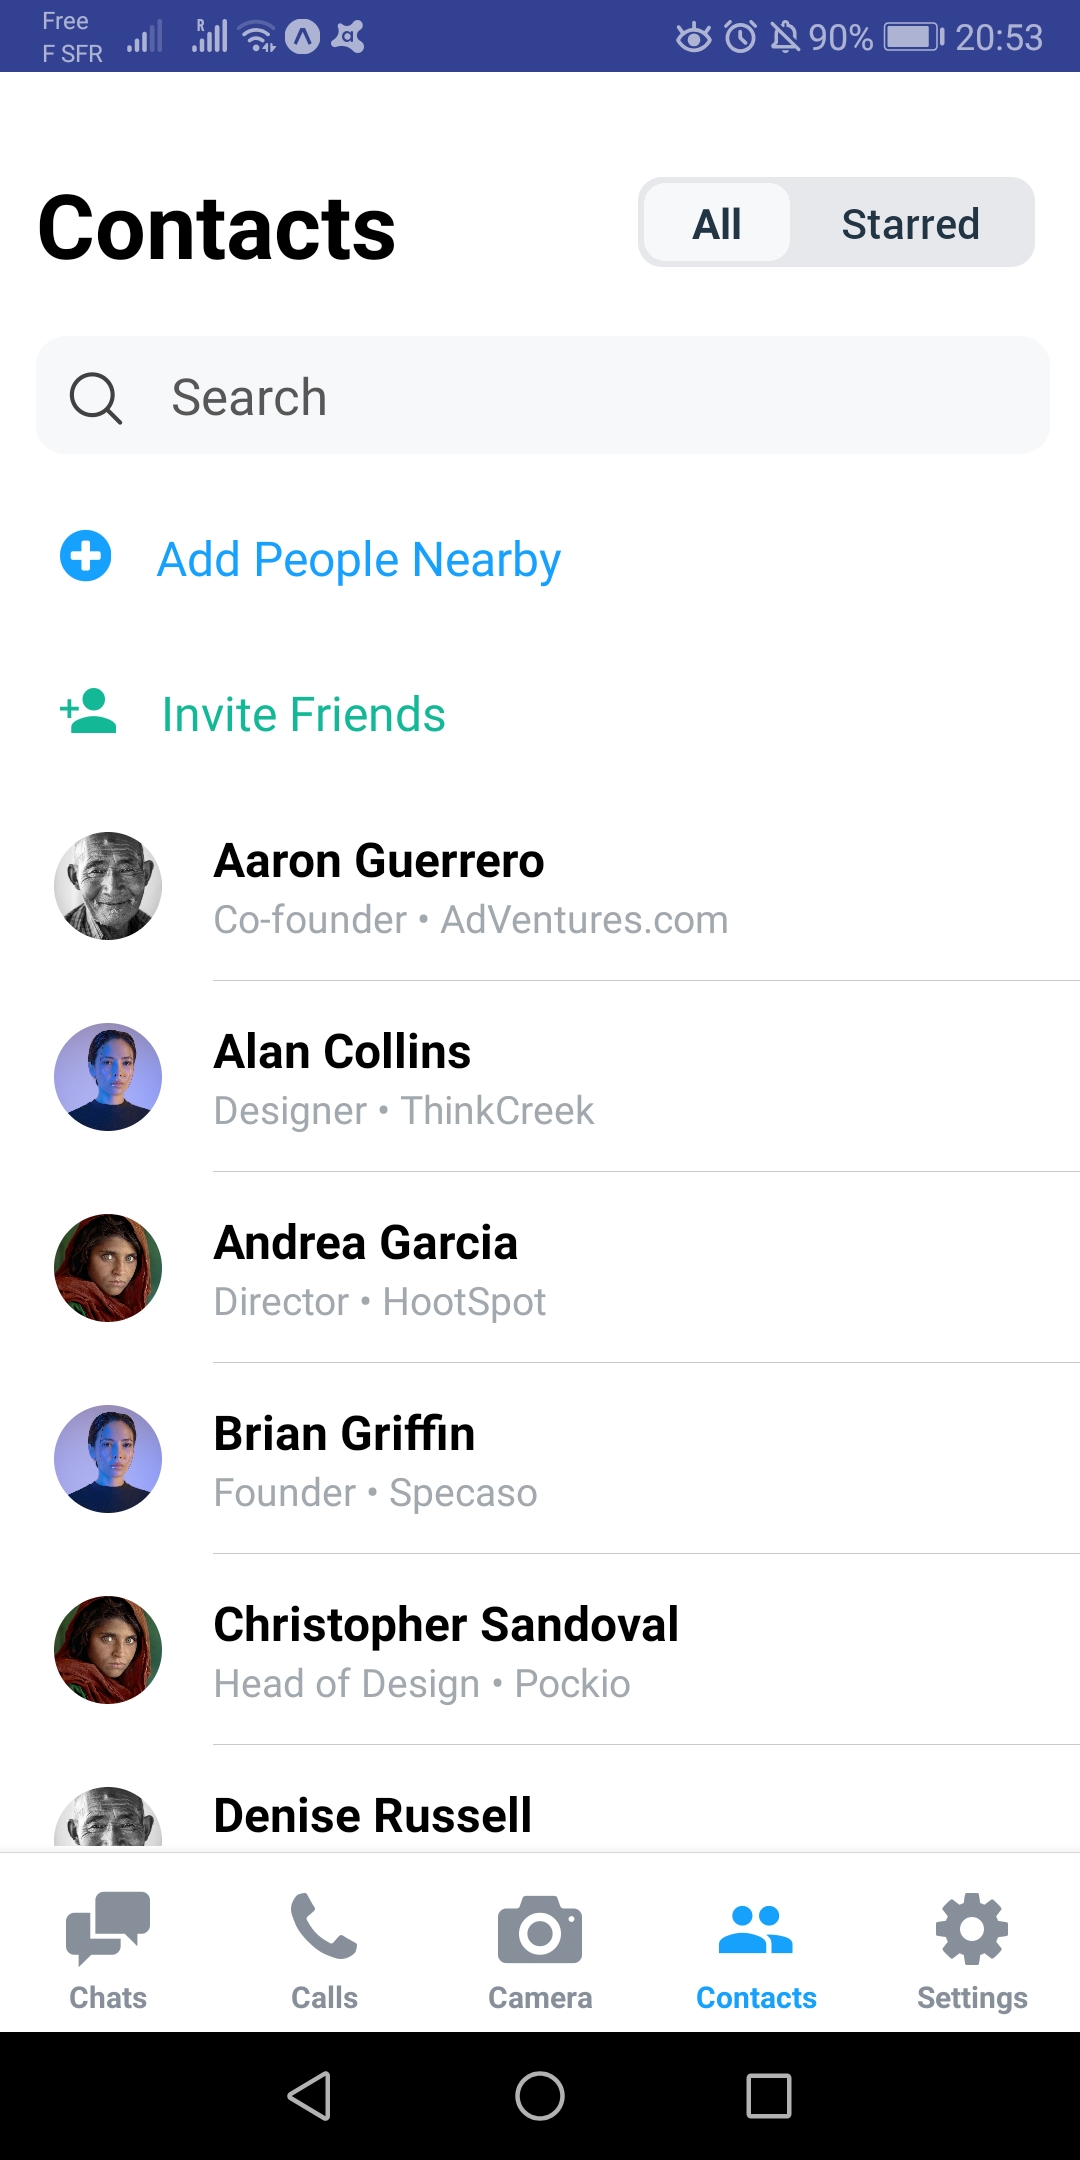 Free
F SFR
R
90%
20:53
Contacts
All
Starred
Search
Add People Nearby
Invite Friends
Aaron Guerrero
Co-founder • AdVentures.com
Alan Collins
Designer • ThinkCreek
Andrea Garcia
Director • HootSpot
Brian Griffin
Founder • Specaso
Christopher Sandoval
Head of Design • Pockio
Denise Russell
Chats
Calls
Camera
Contacts
Settings